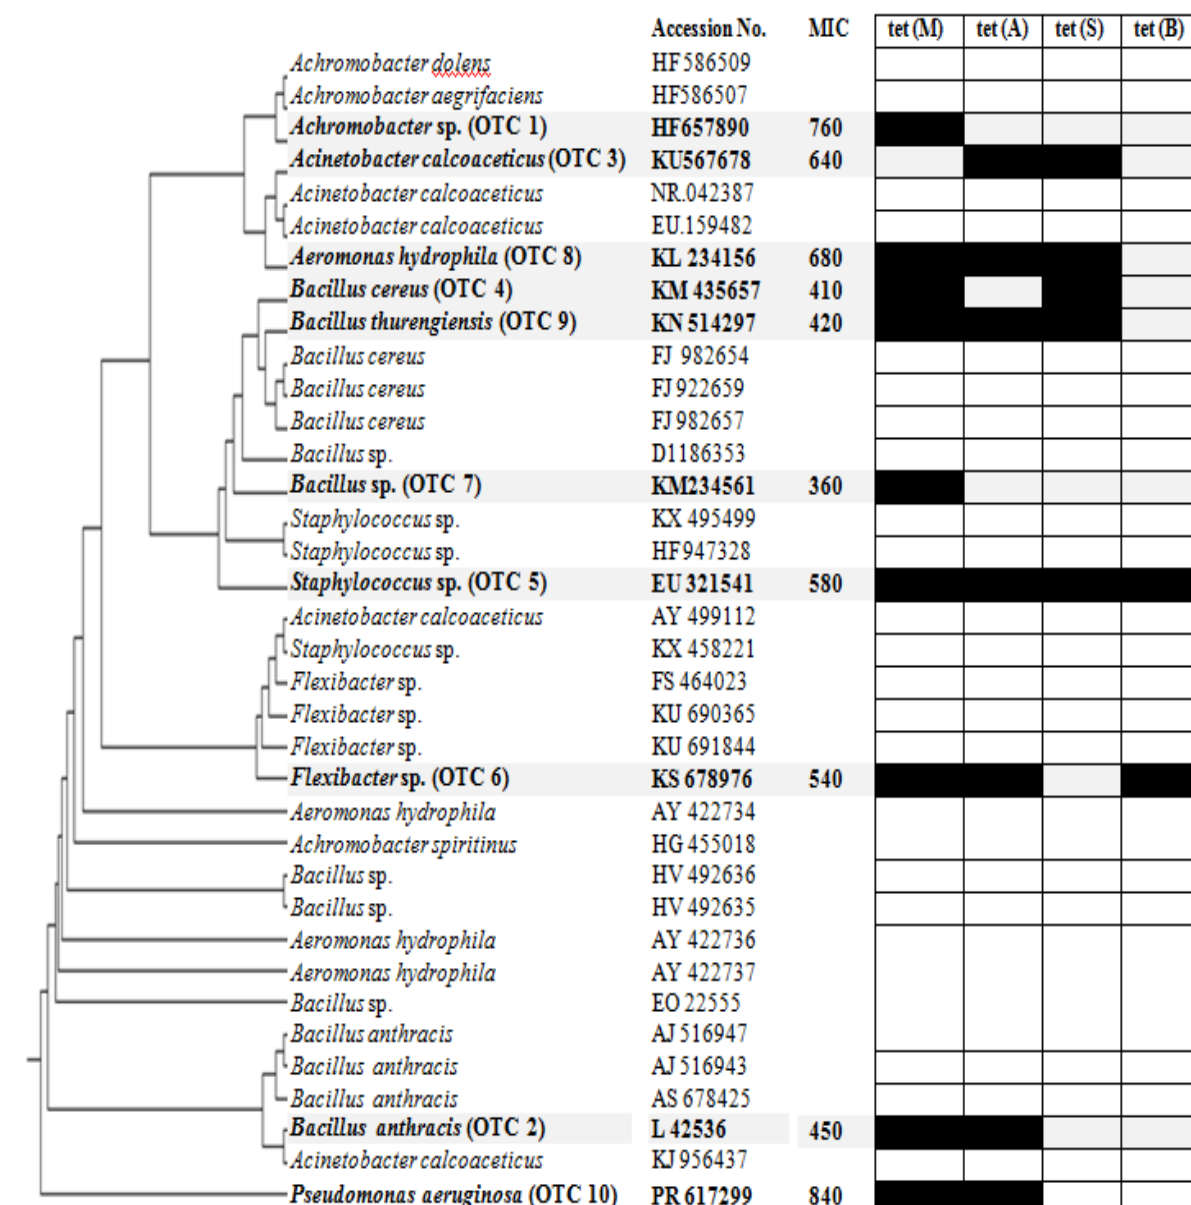 Accession No. MIC tet (M) tet (A) tet (S) tet (B)
Achromobacter dolens HF 586509
Achromobacter aegrifaciens HF586507
Achromobacter sp. (OTC 1) HF657890 760
Acinetobacter calcoaceticus (OTC 3) KU567678 640
Acinetobacter calcoaceticus NR.042387
Acinetobacter calcoaceticus EU.159482
Aeromonas hydrophila (OTC 8) KL 234156 680
Bacillus cereus (OTC 4) KM 435657 410
Bacillus thurengiensis (OTC 9) KN 514297 420
Bacillus cereus FJ 982654
Bacillus cereus FJ 922659
Bacillus cereus FJ 982657
Bacillus sp. D1186353
Bacillus sp. (OTC 7) KM234561 360
Staphylococcus sp. KX 495499
Staphylococcus sp. HF 947328
Staphylococcus sp. (OTC 5) EU 321541 580
Acinetobacter calcoaceticus AY 499112
Staphylococcus sp. KX 458221
Flexibacter sp. FS 464023
Flexibacter sp. KU 690365
Flexibacter sp. KU 691844
Flexibacter sp. (OTC 6) KS 678976 540
Aeromonas hydrophila AY 422734
Achromobacter spiritinus HG 455018
Bacillus sp. HV 492636
Bacillus sp. HV 492635
Aeromonas hydrophila AY 422736
Aeromonas hydrophila AY 422737
Bacillus sp. EO 22555
Bacillus anthracis AJ 516947
Bacillus anthracis AJ 516943
Bacillus anthracis AS 678425
Bacillus anthracis (OTC 2) L 42536 450
Acinetobacter calcoaceticus KJ 956437
Pseudomonas aeruginosa (OTC 10) PR 617299 840